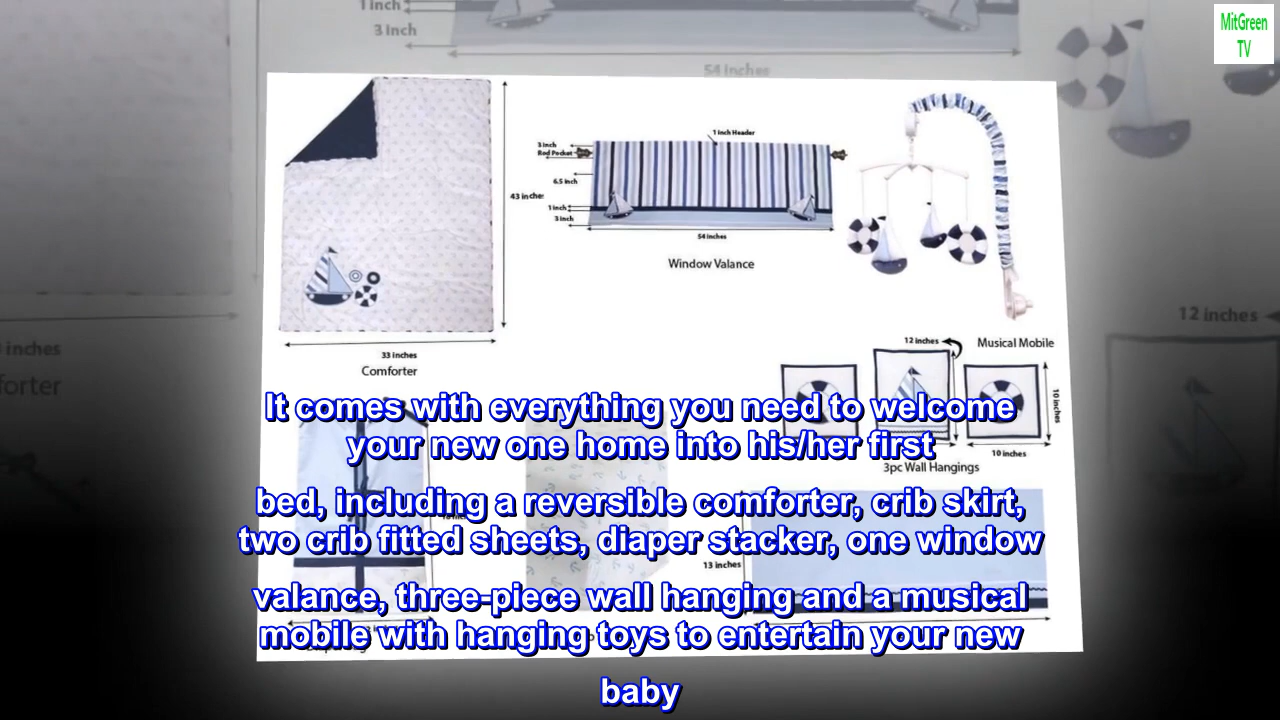 1 inch
3 inch
54 inches
MitGreen
TV
1 inch Header
3 inch
Rod Pocket
6.5 inch
1 inch
3 inch
54 inches
Window Valance
43 inches
33 inches
Comforter
12 inches
Musical Mobile
10 inches
10 inches
3pc Wall Hangings
12 inches
inches
forter
13 inches
It comes with everything you need to welcome
your new one home into his/her first
bed, including a reversible comforter, crib skirt,
two crib fitted sheets, diaper stacker, one window
valance, three-piece wall hanging and a musical
mobile with hanging toys to entertain your new
baby